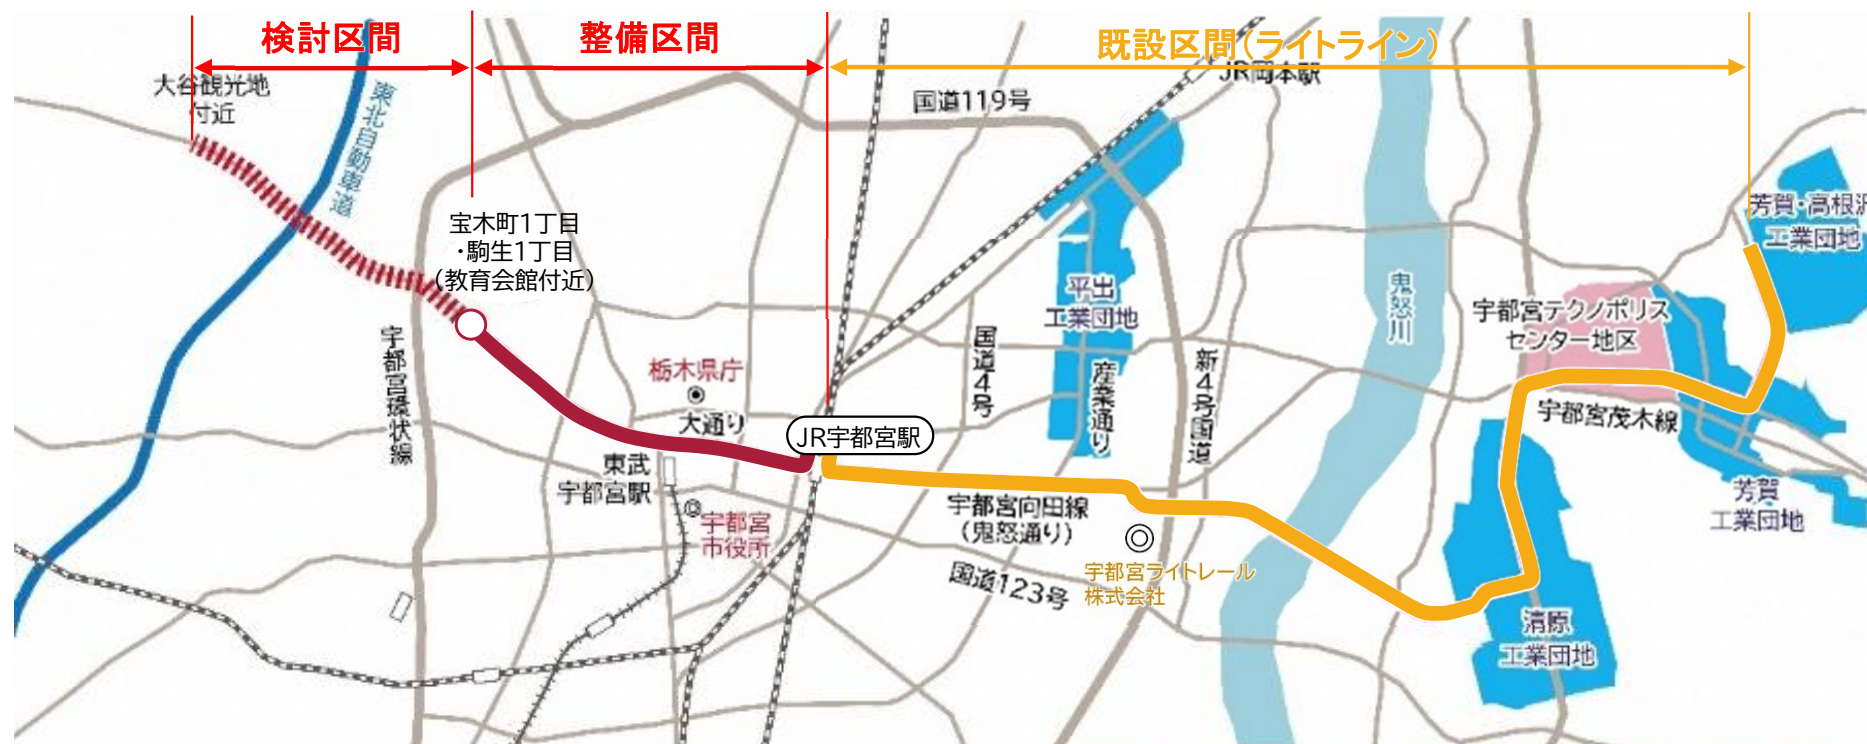 検討区間
整備区間
既設区間(ライトライン)
大谷観光地
付近
東北自動車道
国道119号
JR岡本駅
宝木町1丁目
・駒生1丁目
(教育会館付近)
芳賀・高根沢
工業団地
平出
工業団地
鬼怒川
宇都宮テクノポリス
センター地区
宇都宮環状線
栃木県庁
大通り
国道4号
産業通り
新4号国道
JR宇都宮駅
宇都宮茂木線
東武
宇都宮駅
宇都宮
市役所
宇都宮向田線
(鬼怒通り)
芳賀
工業団地
宇都宮ライトレール
株式会社
国道123号
清原
工業団地